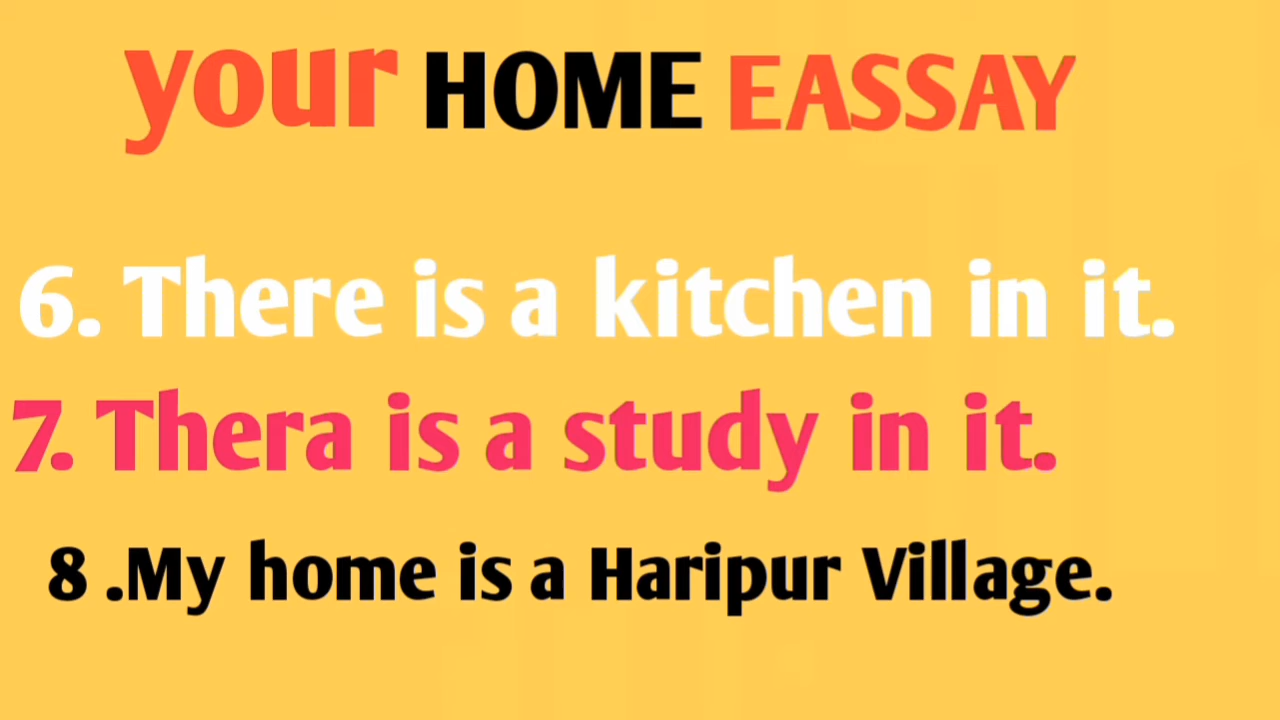 your HOME EASSAY
6. There is a kitchen in it.
7. Thera is a study in it.
8 .My home is a Haripur Village.